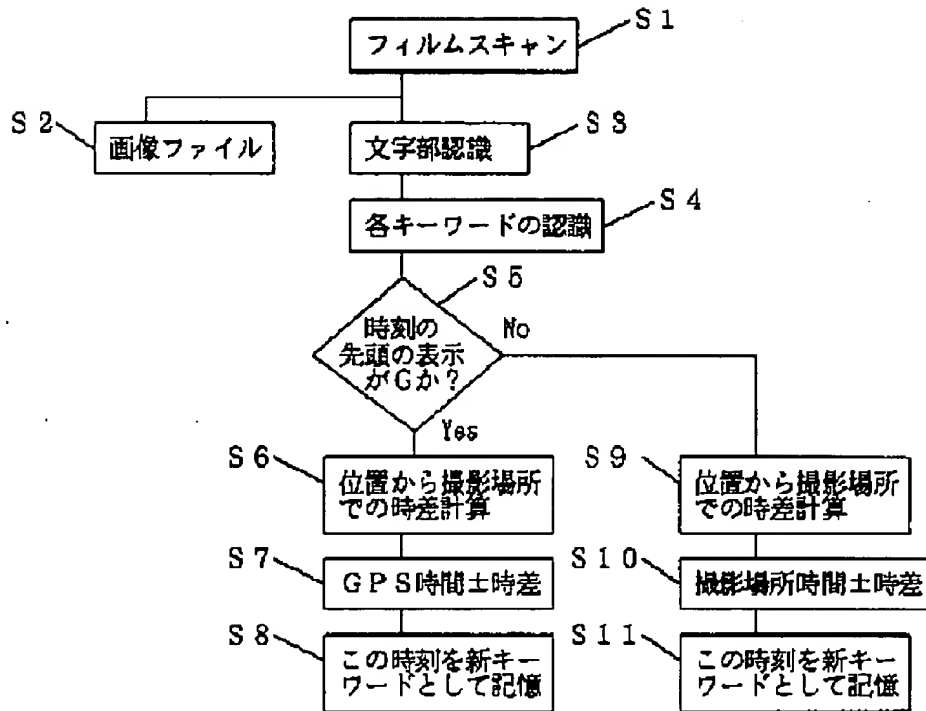 S1
フィルムスキャン
S2
画像ファイル
S3
文字部認識
S4
各キーワードの認識
S5
時刻の
先頭の表示
がGか？
No
Yes
S6
位置から撮影場所
での時差計算
S9
位置から撮影場所
での時差計算
S7
GPS時間±時差
S10
撮影場所時間±時差
S8
この時刻を新キー
ワードとして記憶
S11
この時刻を新キー
ワードとして記憶